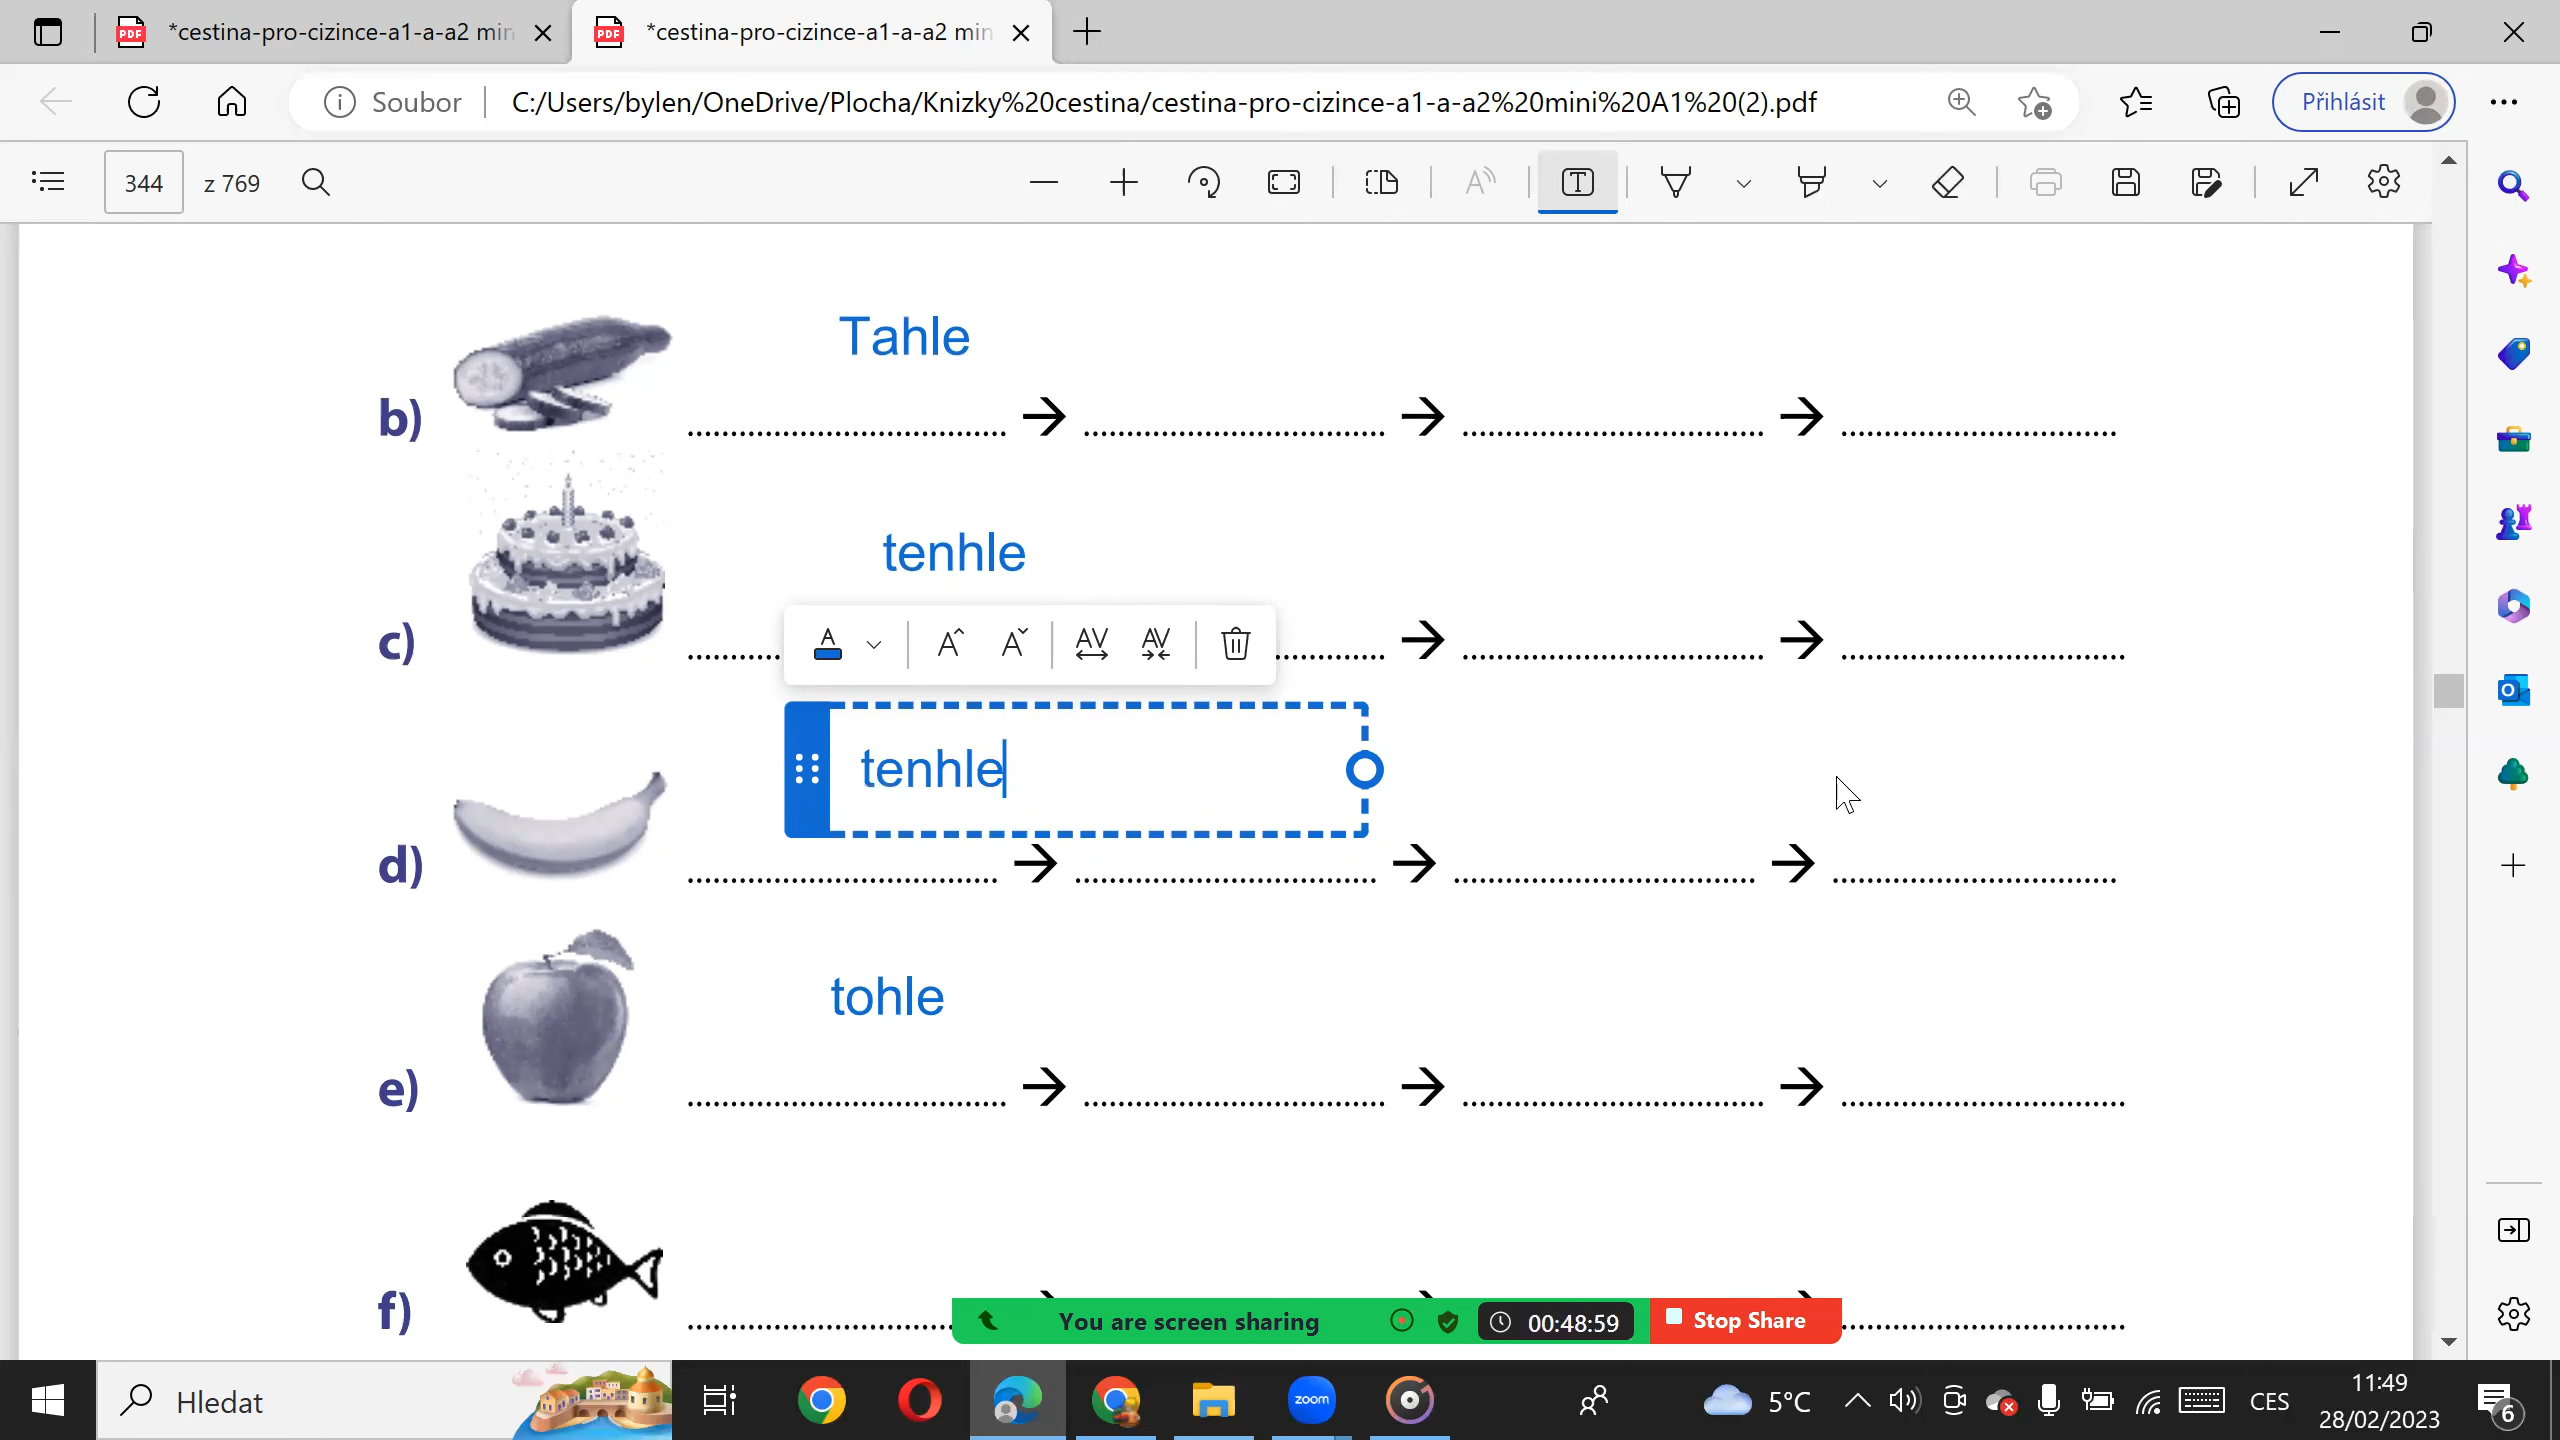 *cestina-pro-cizince-a1-a-a2 min
*cestina-pro-cizince-a1-a-a2 min
Soubor
C:/Users/bylen/OneDrive/Plocha/Knizky%20cestina/cestina-pro-cizince-a1-a-a2%20mini%20A1%20(2).pdf
Přihlásit
344 z 769
Tahle
b) .................................... → .................................. → .................................. → ...............................
tenhle
c) .......... .......... → .................................. → ................................
tenhle
d) ................................... → .................................. → .................................. → ................................
tohle
e) .................................... → .................................. → .................................. → ................................
f) .............................. ................................
You are screen sharing
00:48:59
Stop Share
Hledat
zoom
5°C
CES
11:49
28/02/2023
6